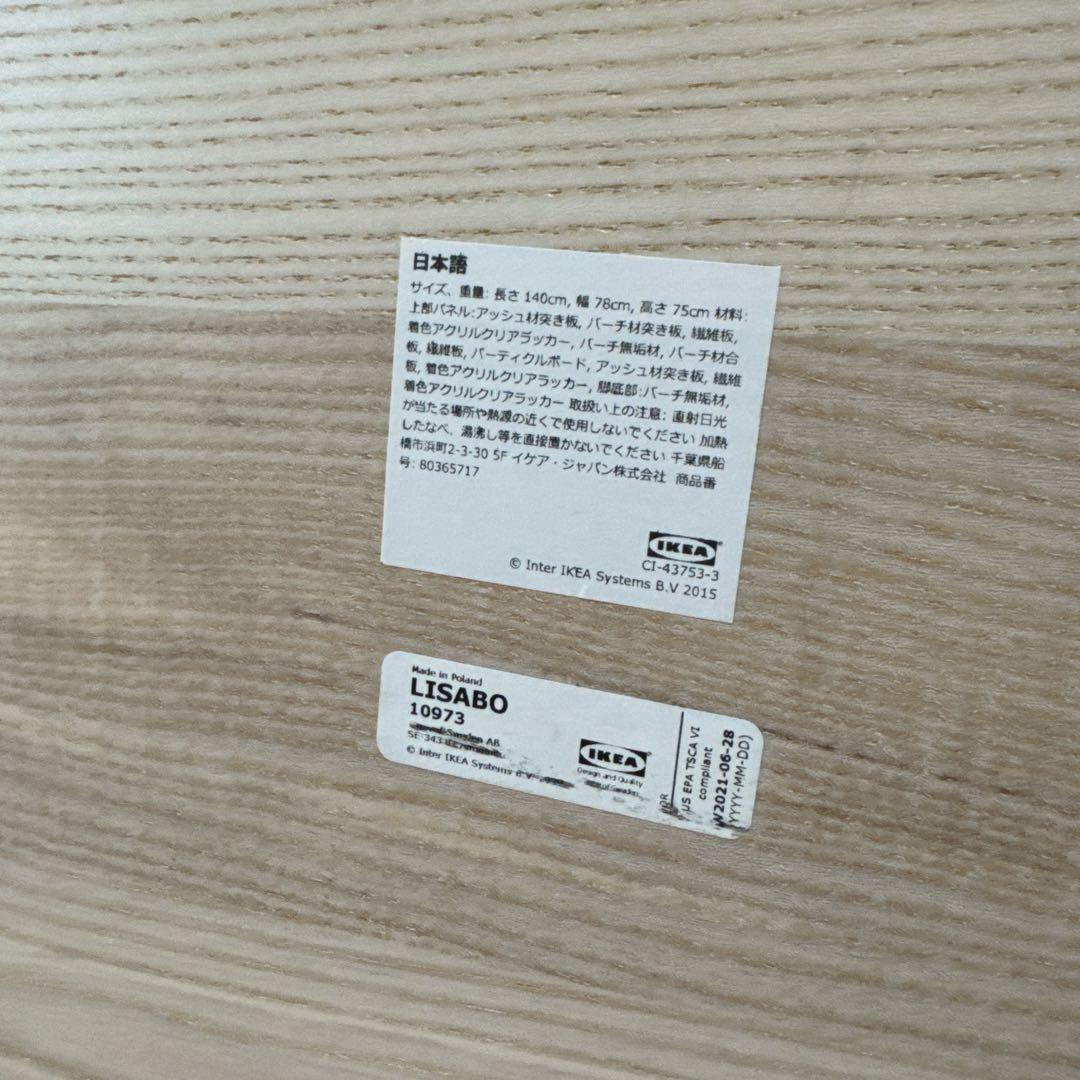 日本語
サイズ、重量: 長さ 140cm, 幅 78cm, 高さ 75cm 材料:
上部パネル:アッシュ材突き板, バーチ材突き板, 繊維板,
着色アクリルクリアラッカー, バーチ無垢材, バーチ材合
板, 繊維板, パーティクルボード, アッシュ材突き板, 繊維
板, 着色アクリルクリアラッカー, 脚底部:バーチ無垢材,
着色アクリルクリアラッカー 取扱い上の注意: 直射日光
が当たる場所や熱源の近くで使用しないでください 加熱
したなべ、湯沸し等を直接置かないでください 千葉県船
橋市浜町2-3-30 5F イケア・ジャパン株式会社 商品番
号: 80365717
IKEA
CI-43753-3
© Inter IKEA Systems B.V 2015
Made in Poland
LISABO
10973
Sweden AB
SE-343
© Inter IKEA Systems B.V
IKEA
Design and Quality
of Sweden
US EPA TSCA VI
compliant
W2021-06-28
(YYYY-MM-DD)